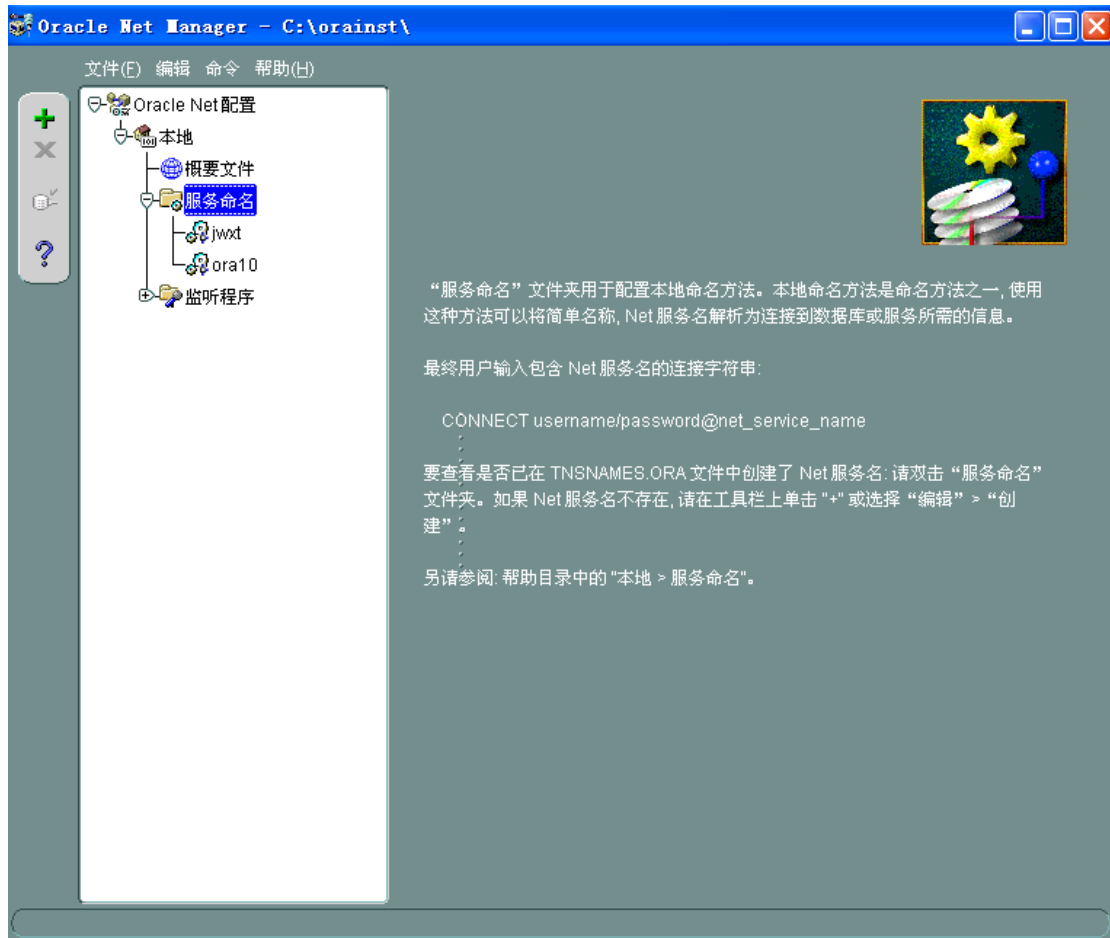 Oracle Net Manager - C:\orainst\
文件(F) 编辑 命令 帮助(H)
Oracle Net 配置
本地
概要文件
服务命名
jwxt
ora10
监听程序
“服务命名”文件夹用于配置本地命名方法。本地命名方法是命名方法之一, 使用
这种方法可以将简单名称, Net 服务名解析为连接到数据库或服务所需的信息。
最终用户输入包含 Net 服务名的连接字符串:
CONNECT username/password@net_service_name
要查看是否已在 TNSNAMES.ORA 文件中创建了 Net 服务名: 请双击“服务命名”
文件夹。如果 Net 服务名不存在, 请在工具栏上单击 "+" 或选择“编辑”>“创
建”。
另请参阅: 帮助目录中的 "本地 > 服务命名"。